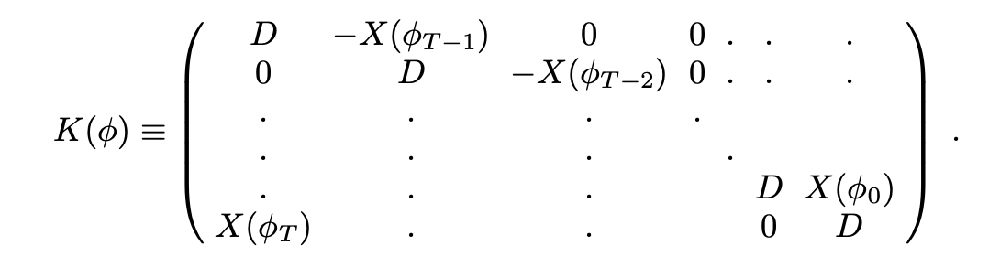 D −X(ϕ_{T−1}) 0 0 . . .
0 D −X(ϕ_{T−2}) 0 . . .
. . . .
K(ϕ) ≡ .
. . . .
. . . D X(ϕ_0)
X(ϕ_T) . . 0 D